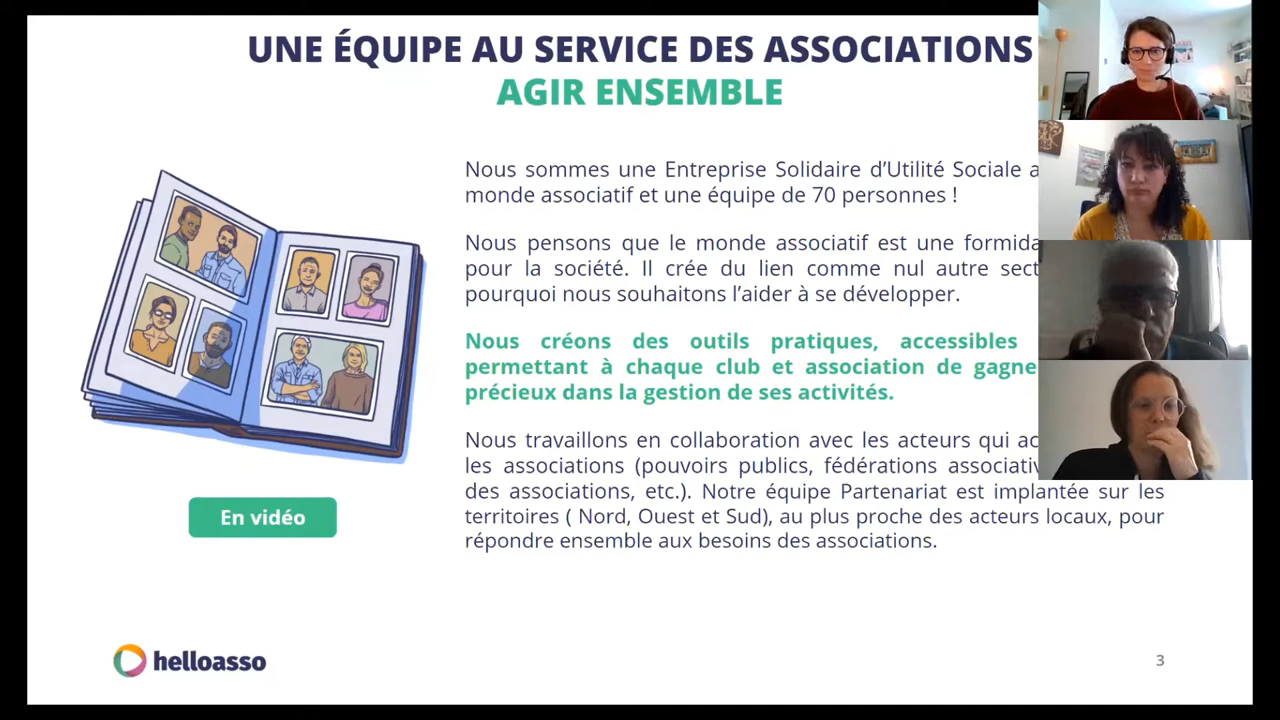 UNE ÉQUIPE AU SERVICE DES ASSOCIATIONS
AGIR ENSEMBLE
Nous sommes une Entreprise Solidaire d’Utilité Sociale
monde associatif et une équipe de 70 personnes !
Nous pensons que le monde associatif est une
pour la société. Il crée du lien comme nul autre
pourquoi nous souhaitons l’aider à se développer.
Nous créons des outils pratiques, accessibles
permettant à chaque club et association de
précieux dans la gestion de ses activités.
Nous travaillons en collaboration avec les acteurs qui
les associations (pouvoirs publics, fédérations
des associations, etc.). Notre équipe Partenariat est implantée sur les
territoires ( Nord, Ouest et Sud), au plus proche des acteurs locaux, pour
répondre ensemble aux besoins des associations.
En vidéo
helloasso
3